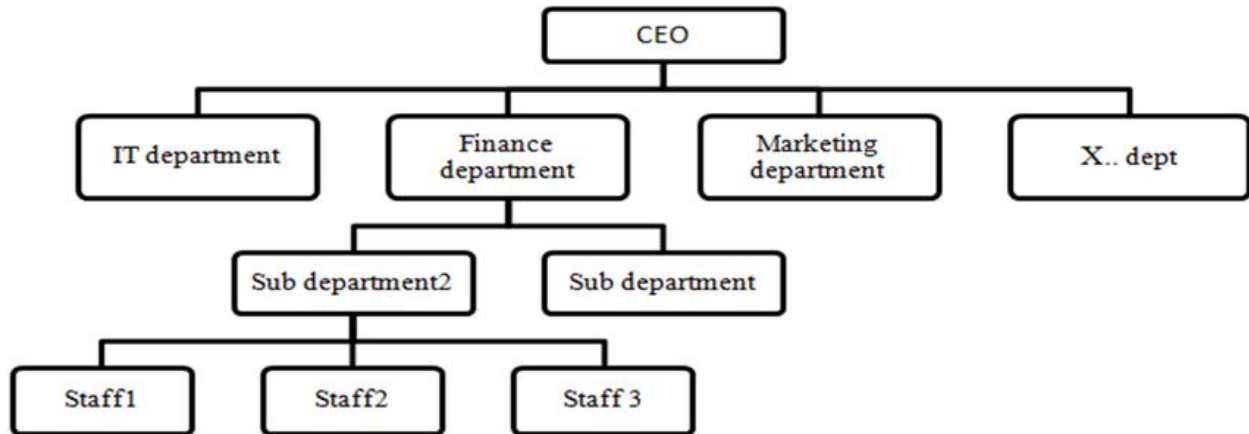 CEO
IT department
Finance
department
Marketing
department
X.. dept
Sub department2
Sub department
Staff1
Staff2
Staff 3